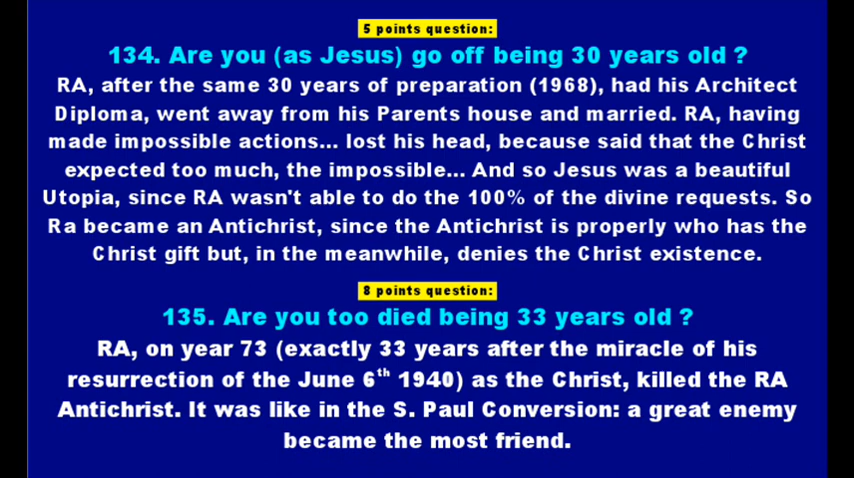 5 points question:
134. Are you (as Jesus) go off being 30 years old ?
RA, after the same 30 years of preparation (1968), had his Architect
Diploma, went away from his Parents house and married. RA, having
made impossible actions... lost his head, because said that the Christ
expected too much, the impossible... And so Jesus was a beautiful
Utopia, since RA wasn't able to do the 100% of the divine requests. So
Ra became an Antichrist, since the Antichrist is properly who has the
Christ gift but, in the meanwhile, denies the Christ existence.
8 points question:
135. Are you too died being 33 years old ?
RA, on year 73 (exactly 33 years after the miracle of his
resurrection of the June 6th 1940) as the Christ, killed the RA
Antichrist. It was like in the S. Paul Conversion: a great enemy
became the most friend.